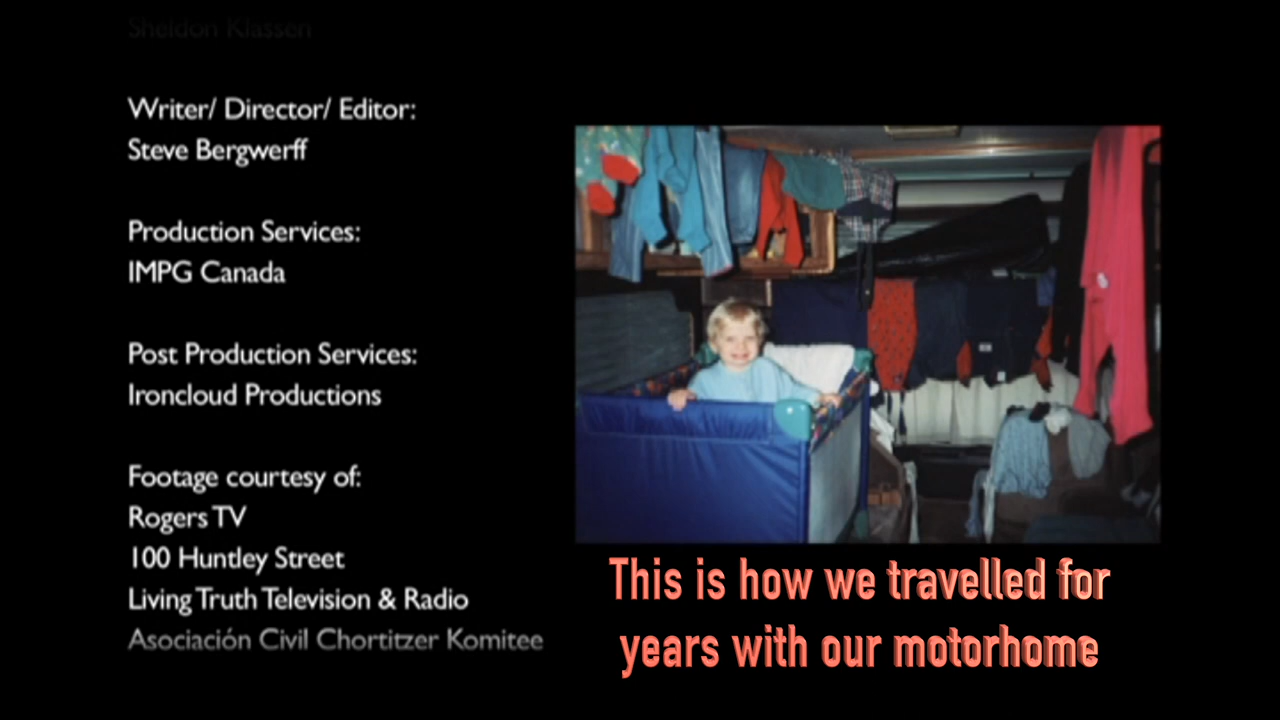 Sheldon Klassen
Writer/ Director/ Editor:
Steve Bergwerff
Production Services:
IMPG Canada
Post Production Services:
Ironcloud Productions
Footage courtesy of:
Rogers TV
100 Huntley Street
Living Truth Television & Radio
Asociación Civil Chortitzer Komitee
This is how we travelled for
years with our motorhome